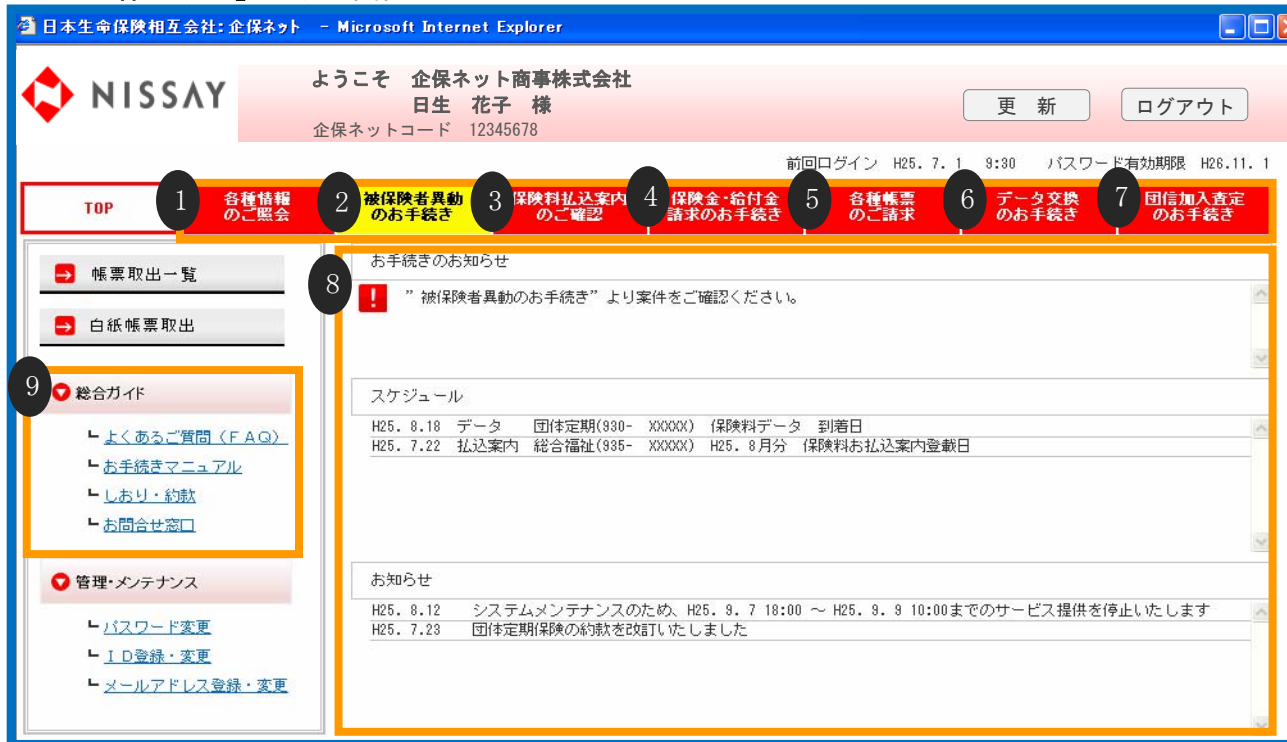 日本生命保険相互会社:企保ネット － Microsoft Internet Explorer
NISSAY
ようこそ 企保ネット商事株式会社
日生 花子 様
企保ネットコード 12345678
更 新
ログアウト
前回ログイン H25. 7. 1 9:30 パスワード有効期限 H26.11. 1
TOP
1 各種情報
のご照会
2 被保険者異動
のお手続き
3 保険料払込案内
のご確認
4 保険金・給付金
請求のお手続き
5 各種帳票
のご請求
6 データ交換
のお手続き
7 団信加入査定
のお手続き
帳票取出一覧
白紙帳票取出
9 総合ガイド
よくあるご質問（ＦＡＱ）
お手続きマニュアル
しおり・約款
お問合せ窓口
管理・メンテナンス
パスワード変更
ＩＤ登録・変更
メールアドレス登録・変更
8
お手続きのお知らせ
! ”被保険者異動のお手続き”より案件をご確認ください。
スケジュール
H25. 8.18 データ 団体定期(930- XXXXX) 保険料データ 到着日
H25. 7.22 払込案内 総合福祉(935- XXXXX) H25. 8月分 保険料お払込案内登載日
お知らせ
H25. 8.12 システムメンテナンスのため、H25. 9. 7 18:00 ～ H25. 9. 9 10:00までのサービス提供を停止いたします
H25. 7.23 団体定期保険の約款を改訂いたしました